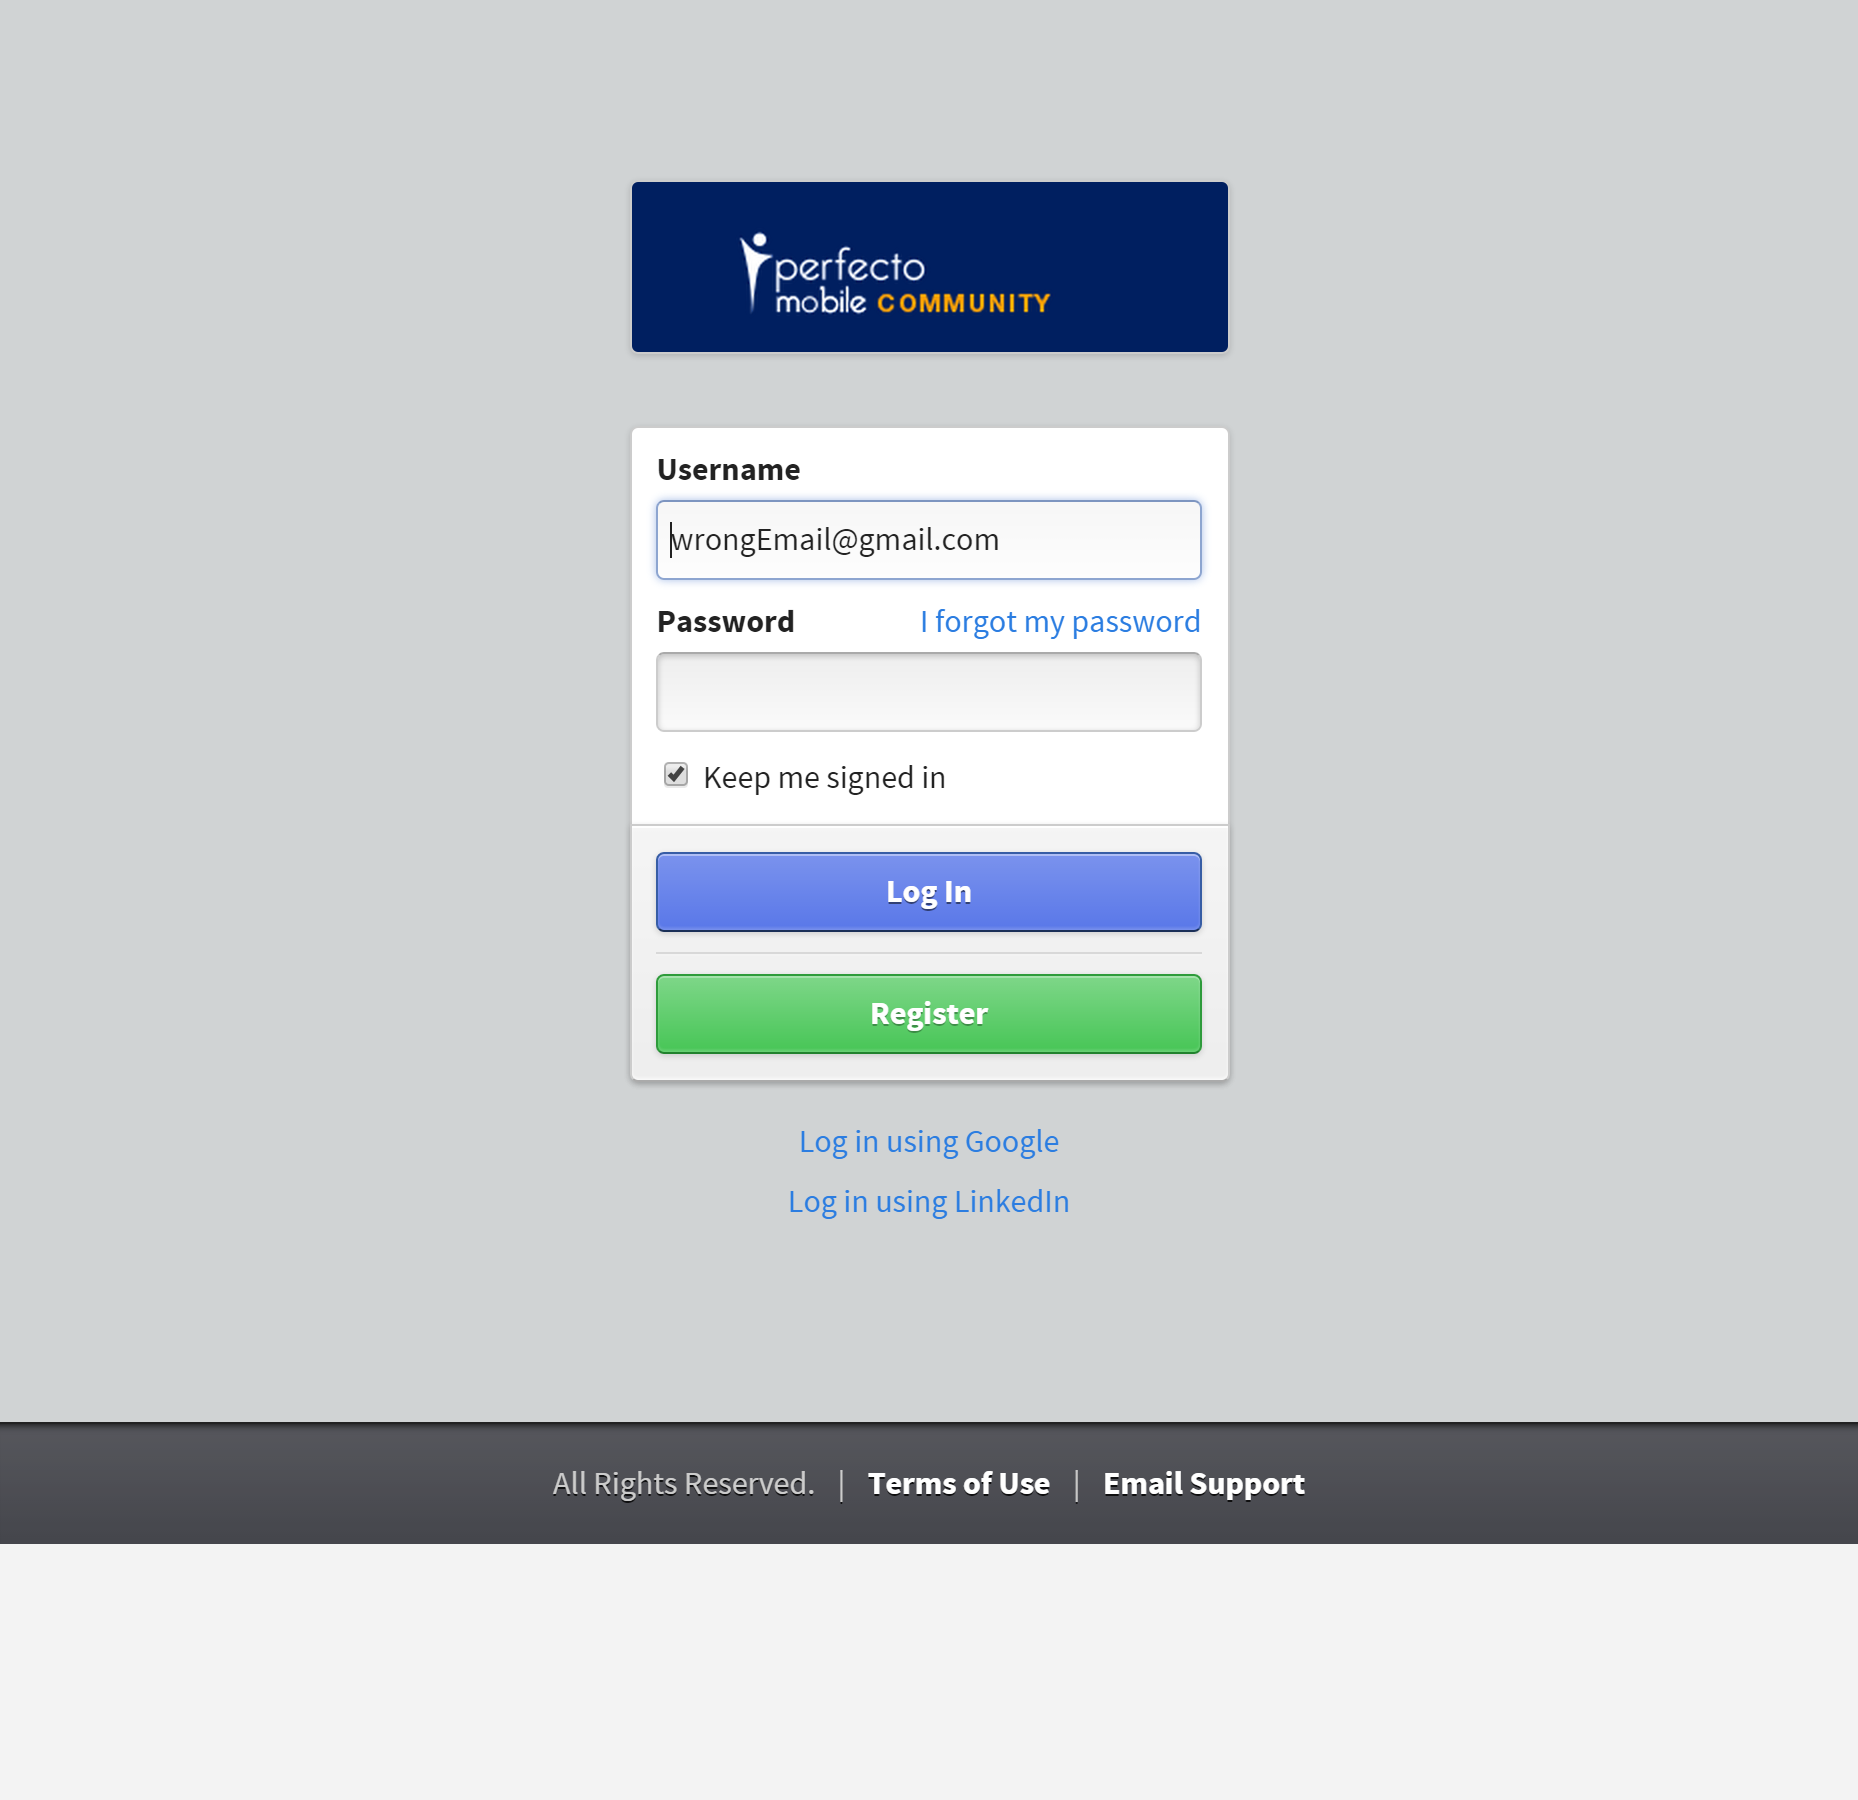 perfecto
mobile COMMUNITY
Username
wrongEmail@gmail.com
Password I forgot my password
Keep me signed in
Log In
Register
Log in using Google
Log in using LinkedIn
All Rights Reserved. | Terms of Use | Email Support